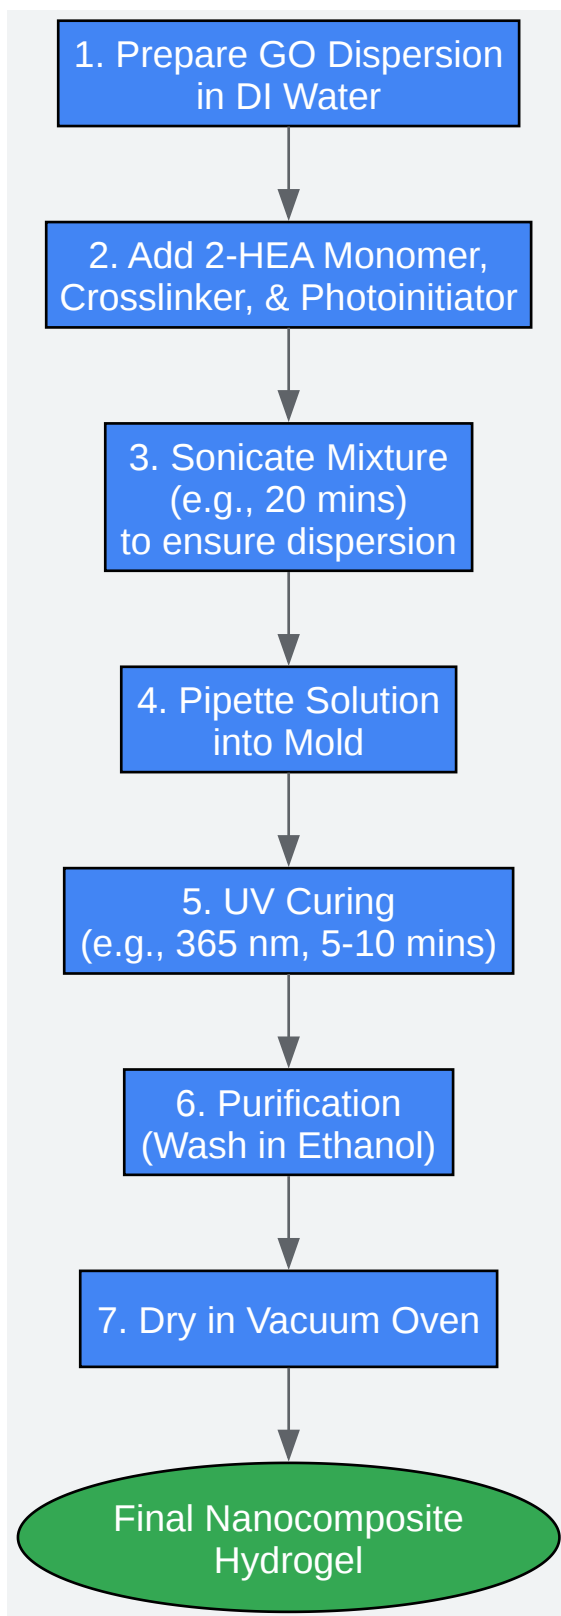 1. Prepare GO Dispersion
in DI Water
2. Add 2-HEA Monomer,
Crosslinker, & Photoinitiator
3. Sonicate Mixture
(e.g., 20 mins)
to ensure dispersion
4. Pipette Solution
into Mold
5. UV Curing
(e.g., 365 nm, 5-10 mins)
6. Purification
(Wash in Ethanol)
7. Dry in Vacuum Oven
Final Nanocomposite
Hydrogel